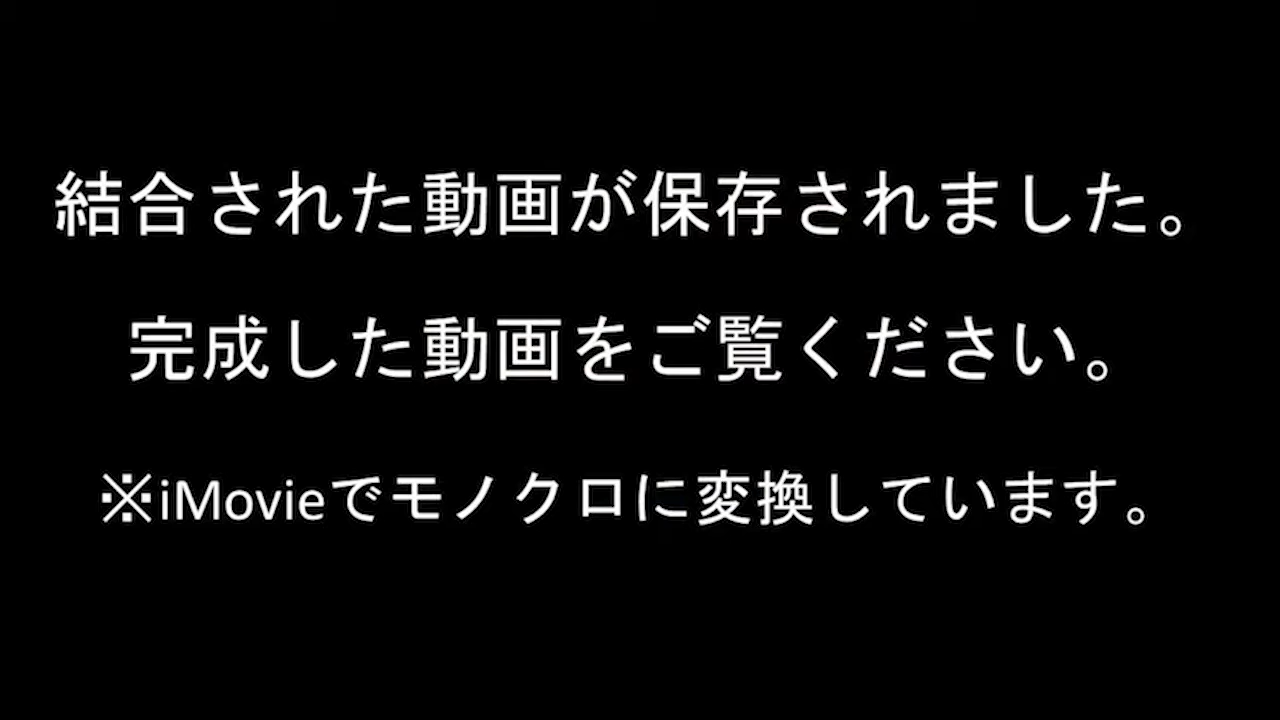 結合された動画が保存されました。
完成した動画をご覧ください。
※iMovieでモノクロに変換しています。